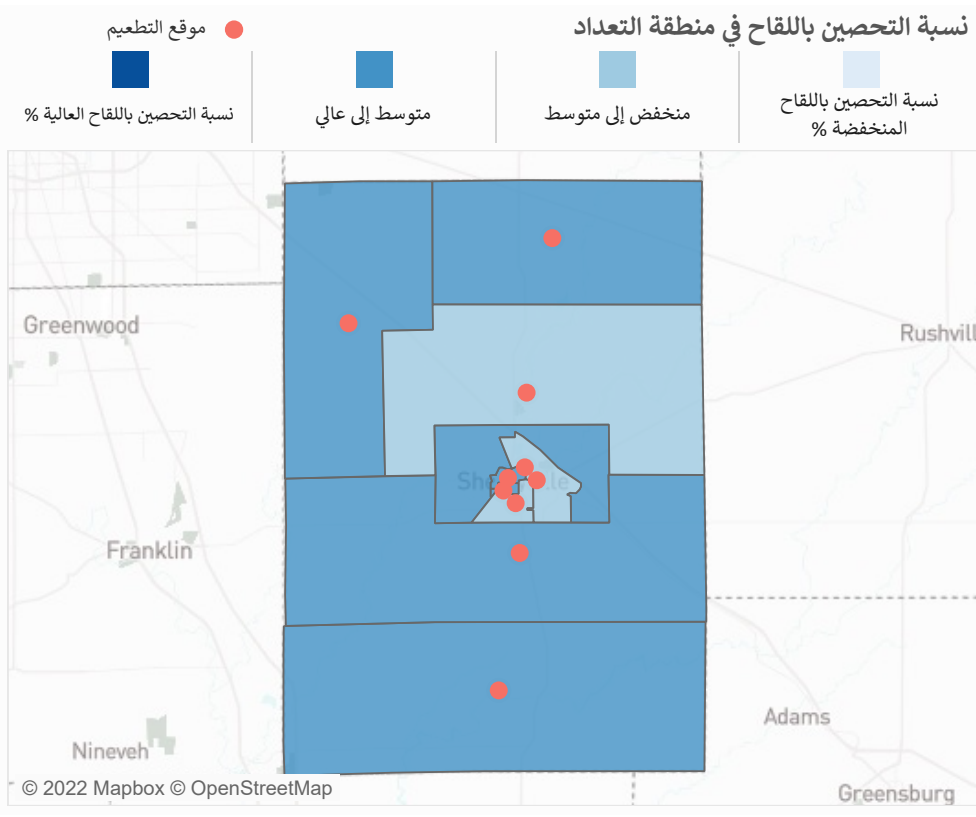 نسبة التحصين باللقاح في منطقة التعداد
موقع التطعيم
نسبة التحصين باللقاح
المنخفضة %
منخفض إلى متوسط
متوسط إلى عالي
نسبة التحصين باللقاح العالية %
Greenwood
Rushvill
Franklin
Adams
Nineveh
Greensburg
© 2022 Mapbox © OpenStreetMap